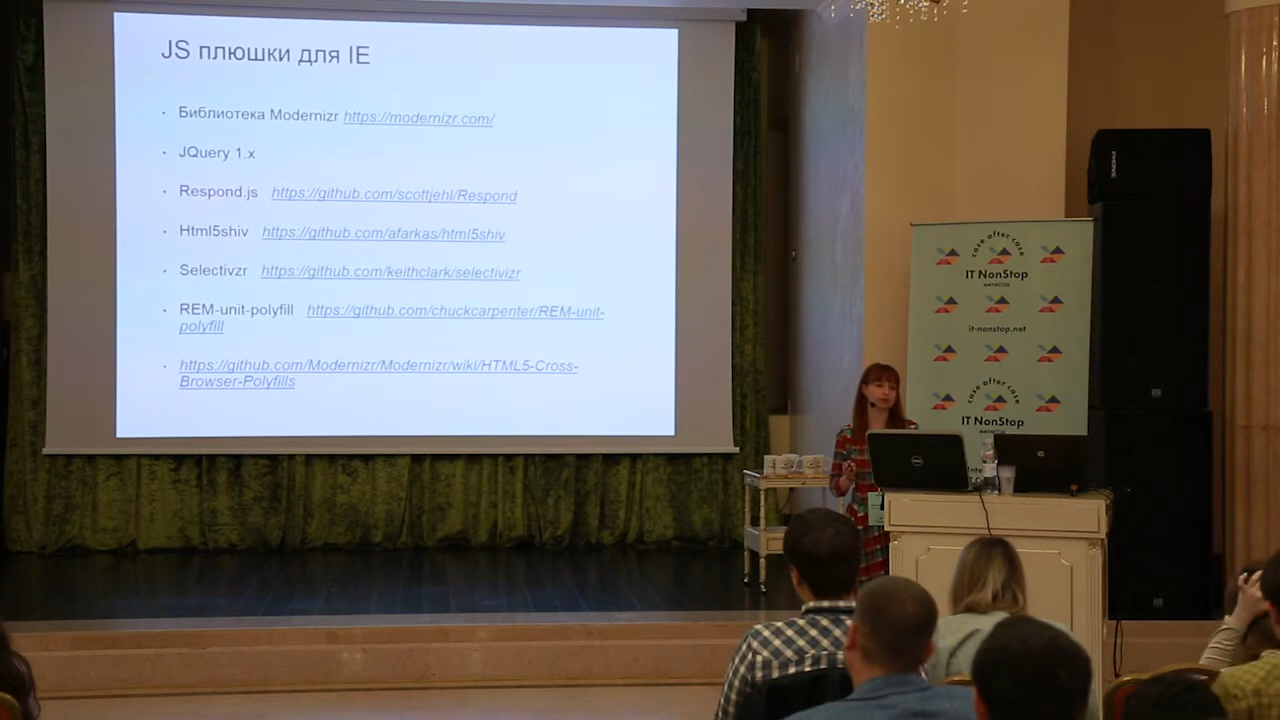 JS плюшки для IE
Библиотека Modernizr https://modernizr.com/
JQuery 1.x
Respond.js https://github.com/scottjehl/Respond
Html5shiv https://github.com/afarkas/html5shiv
Selectivzr https://github.com/keithclark/selectivizr
REM-unit-polyfill https://github.com/chuckcarpenter/REM-unit-
polyfill
https://github.com/Modernizr/Modernizr/wiki/HTML5-Cross-
Browser-Polyfills
PHONIC
case after case
IT NonStop
it-nonstop.net
case after case
IT NonStop
DELL
hp